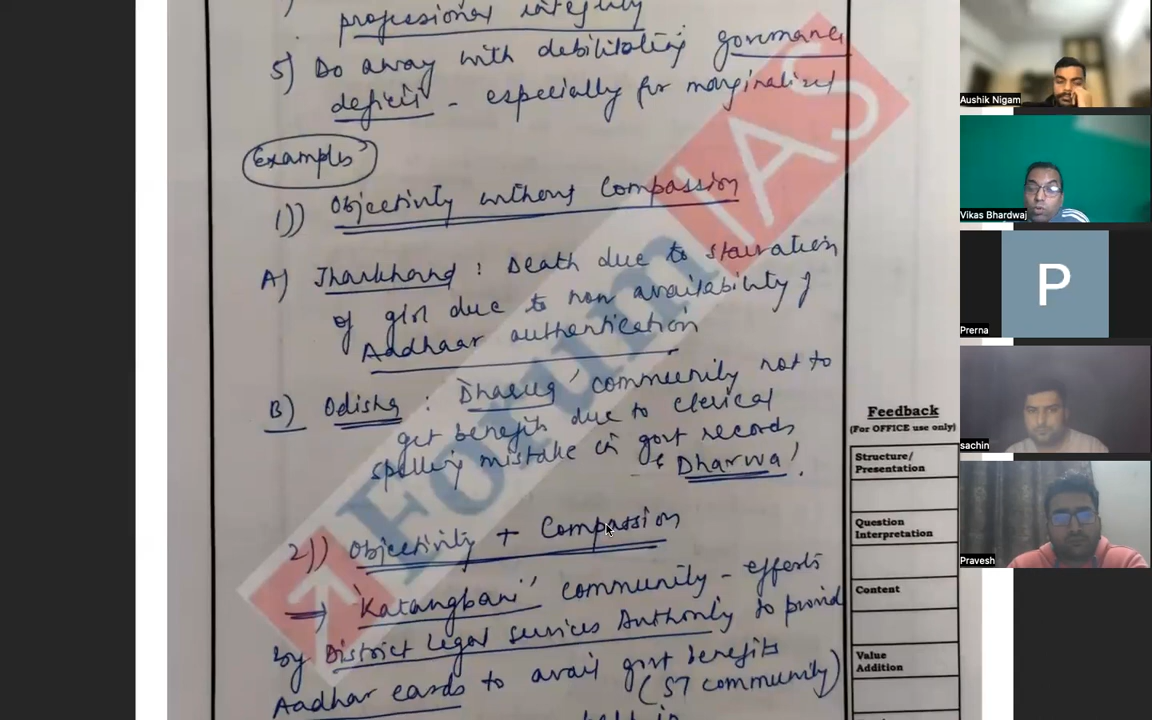 professional integrity
5) Do away with debilitating governance
deficit - especially for marginalized
Examples
1)) Objectivity without Compassion
A) Jharkhand : Death due to starvation
of girl due to non availability of
Aadhaar authentication
B) Odisha : 'Dharua' community not to
get benefits due to clerical
spelling mistake in govt records
'Dharwa'.
2)) Objectivity + Compassion
⇒ 'Katangbani' community - efforts
by District Legal Services Authority to provid
Aadhar cards to avail govt benefits
(ST community)
Forum IAS
Feedback
(For OFFICE use only)
Structure/
Presentation
Question
Interpretation
Content
Value
Addition
Aushik Nigam
Vikas Bhardwaj
P
Prerna
sachin
Pravesh